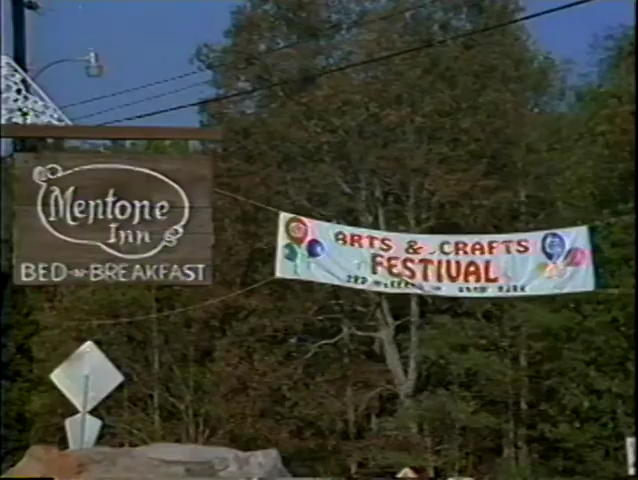 Mentone
Inn
BED-N-BREAKFAST
ARTS & CRAFTS
FESTIVAL